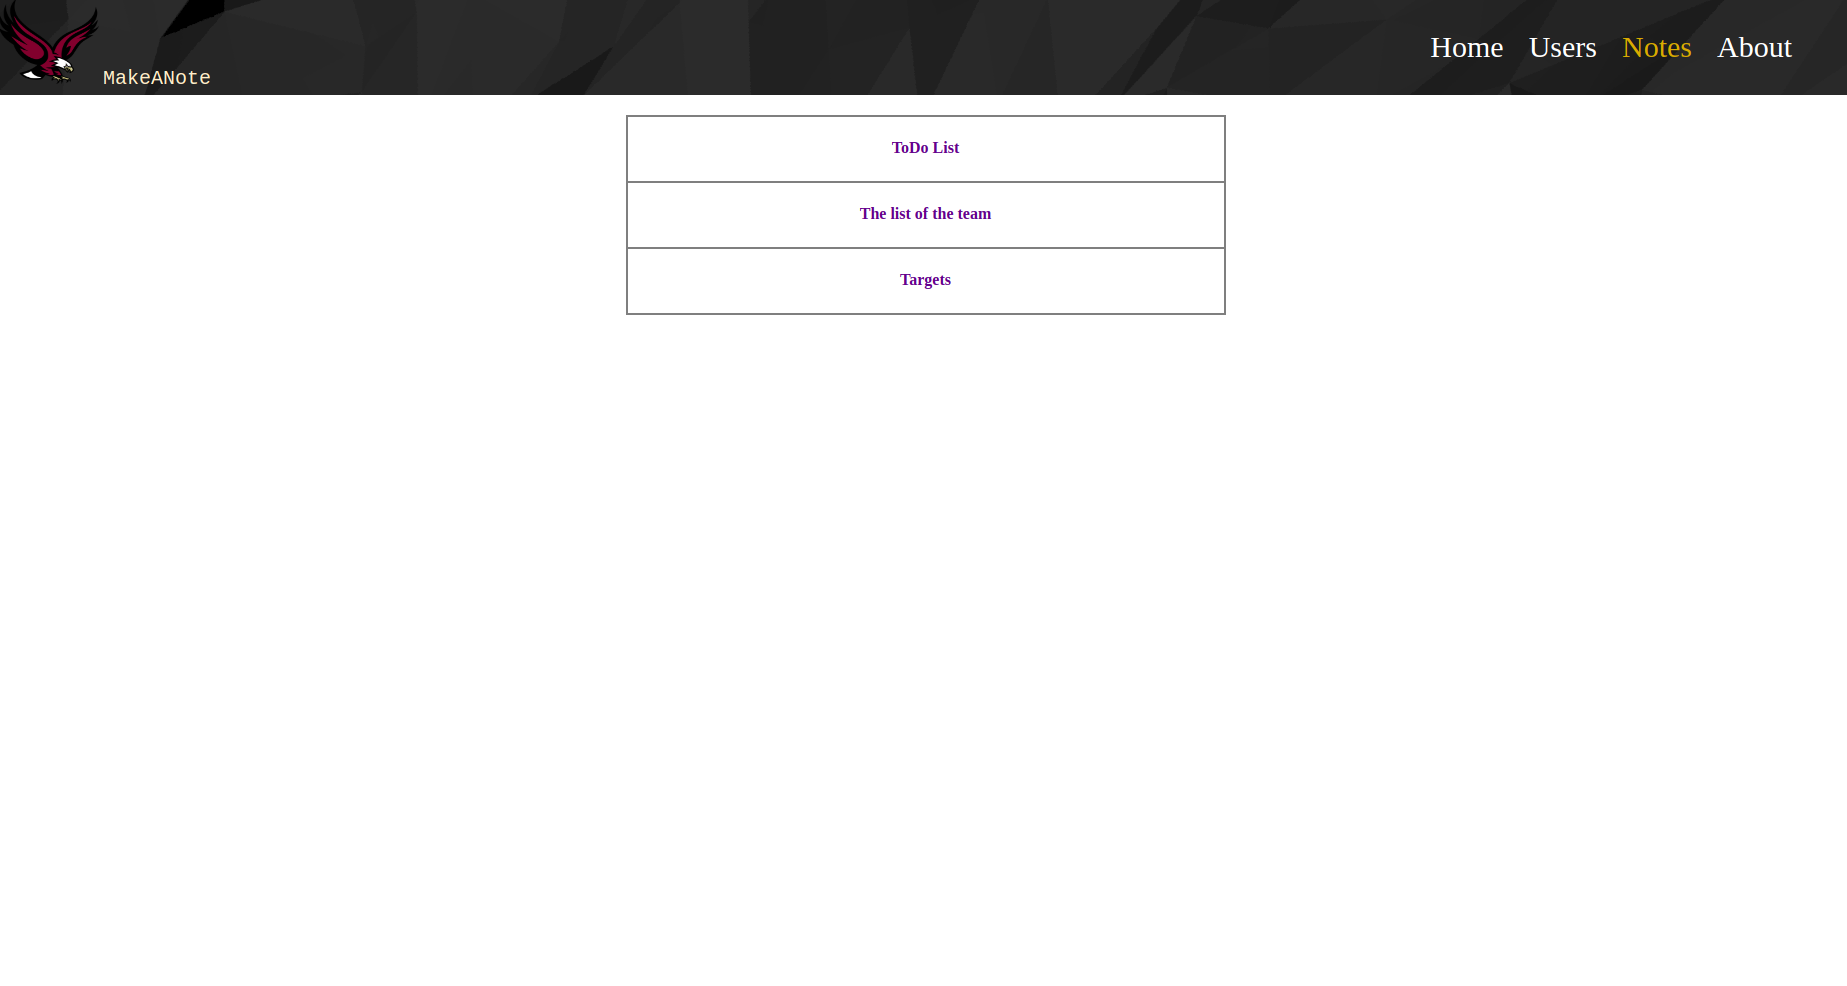 MakeANote
Home Users Notes About
ToDo List
The list of the team
Targets